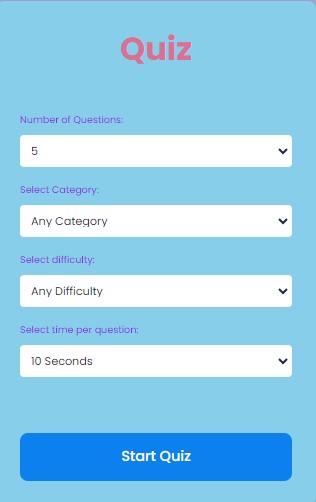 Quiz
Number of Questions:
5
Select Category:
Any Category
Select difficulty:
Any Difficulty
Select time per question:
10 Seconds
Start Quiz